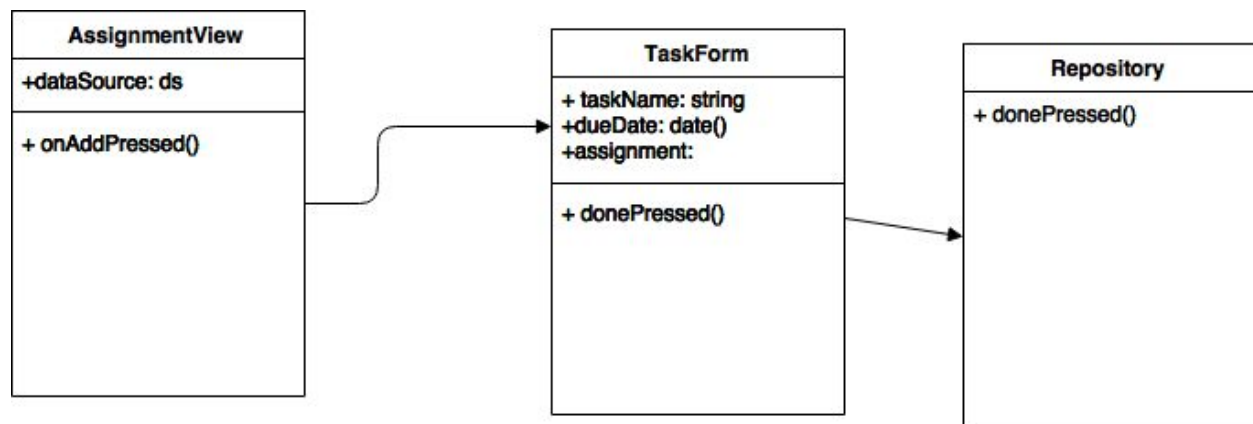 AssignmentView
+dataSource: ds
+ onAddPressed()
TaskForm
+ taskName: string
+dueDate: date()
+assignment:
+ donePressed()
Repository
+ donePressed()